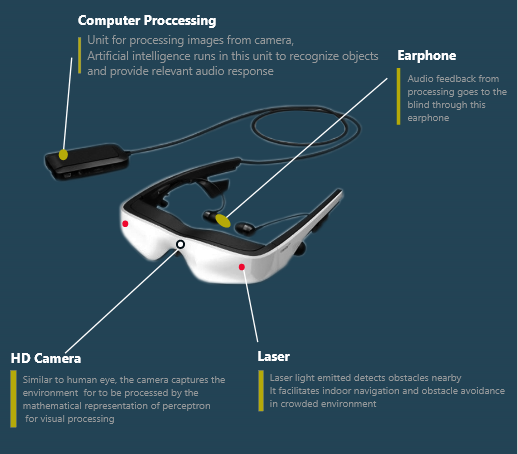 Computer Proccessing
Unit for processing images from camera,
Artificial intelligence runs in this unit to recognize objects
and provide relevant audio response
Earphone
Audio feedback from
processing goes to the
blind through this
earphone
HD Camera
Similar to human eye, the camera captures the
environment for to be processed by the
mathematical representation of perceptron
for visual processing
Laser
Laser light emitted detects obstacles nearby
It facilitates indoor navigation and obstacle avoidance
in crowded environment